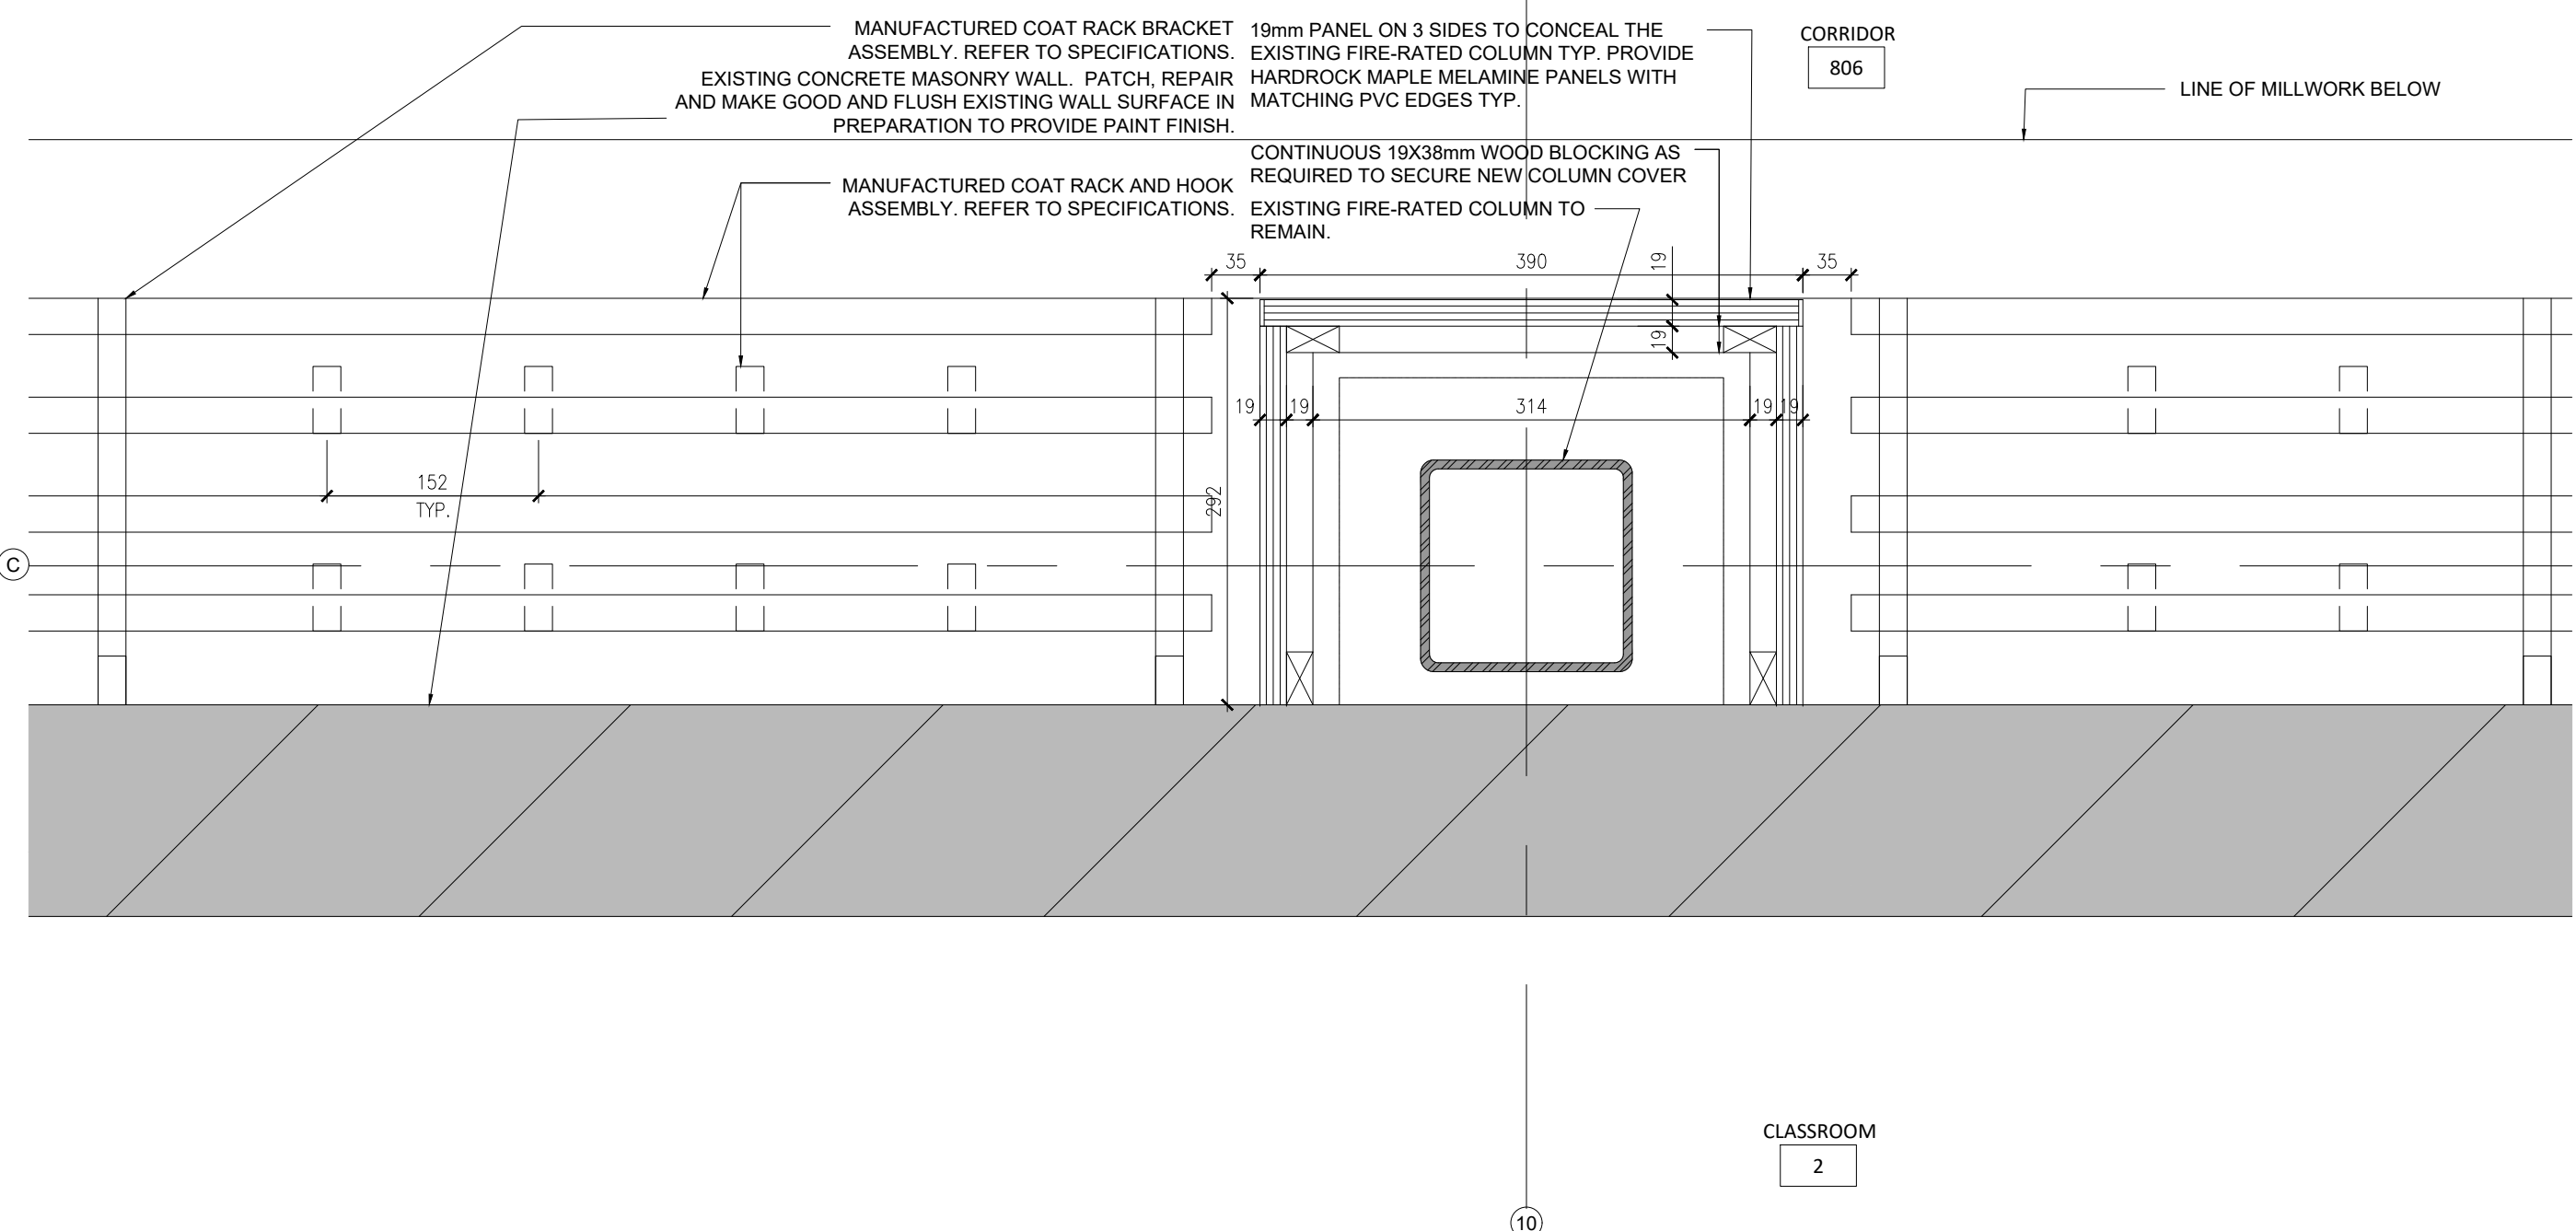 MANUFACTURED COAT RACK BRACKET
ASSEMBLY. REFER TO SPECIFICATIONS.
EXISTING CONCRETE MASONRY WALL. PATCH, REPAIR
AND MAKE GOOD AND FLUSH EXISTING WALL SURFACE IN
PREPARATION TO PROVIDE PAINT FINISH.
MANUFACTURED COAT RACK AND HOOK
ASSEMBLY. REFER TO SPECIFICATIONS.
19mm PANEL ON 3 SIDES TO CONCEAL THE
EXISTING FIRE-RATED COLUMN TYP. PROVIDE
HARDROCK MAPLE MELAMINE PANELS WITH
MATCHING PVC EDGES TYP.
CONTINUOUS 19X38mm WOOD BLOCKING AS
REQUIRED TO SECURE NEW COLUMN COVER
EXISTING FIRE-RATED COLUMN TO
REMAIN.
CORRIDOR
806
LINE OF MILLWORK BELOW
35
390
19
35
19
19
19
314
19
19
152
TYP.
292
C
CLASSROOM
2
10